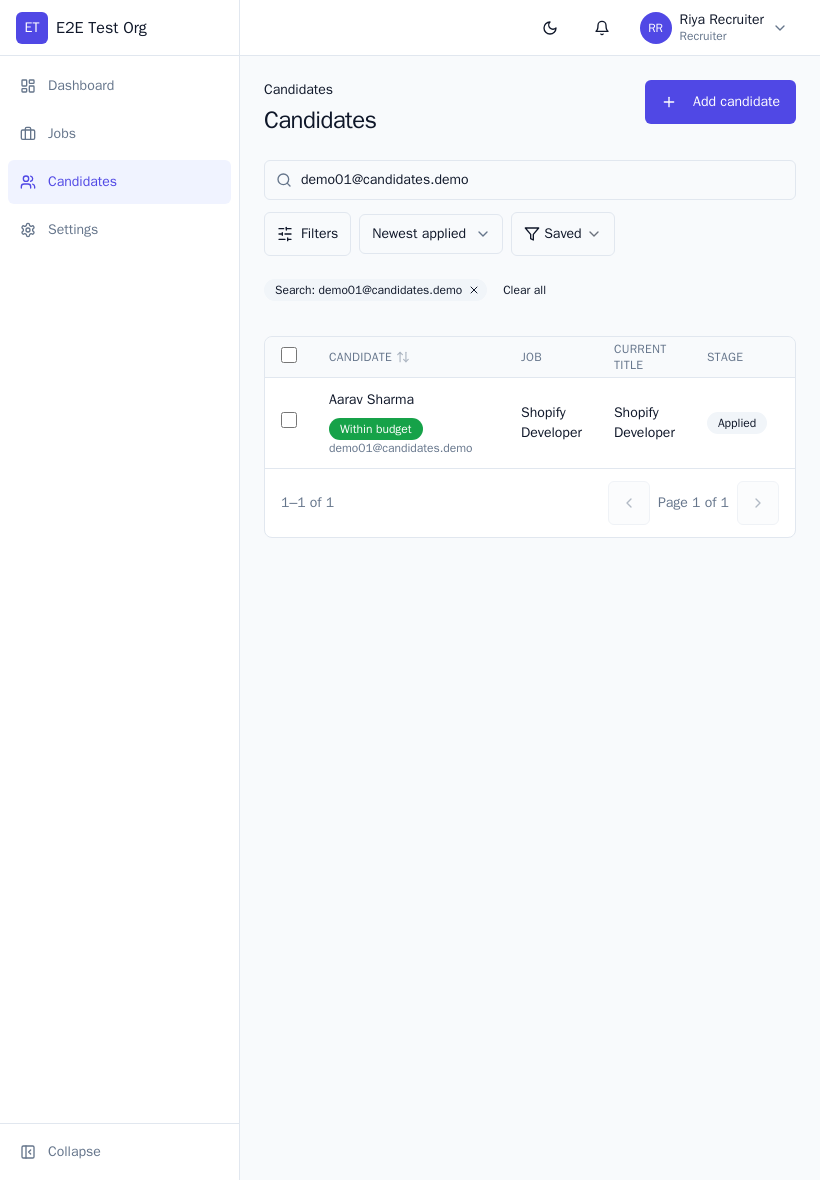 ET E2E Test Org
RR Riya Recruiter
Recruiter
Dashboard
Jobs
Candidates
Settings
Collapse
Candidates
Candidates
Add candidate
demo01@candidates.demo
Filters Newest applied Saved
Search: demo01@candidates.demo Clear all
CANDIDATE JOB CURRENT TITLE STAGE
Aarav Sharma
Within budget
demo01@candidates.demo
Shopify
Developer
Shopify
Developer
Applied
1–1 of 1 Page 1 of 1